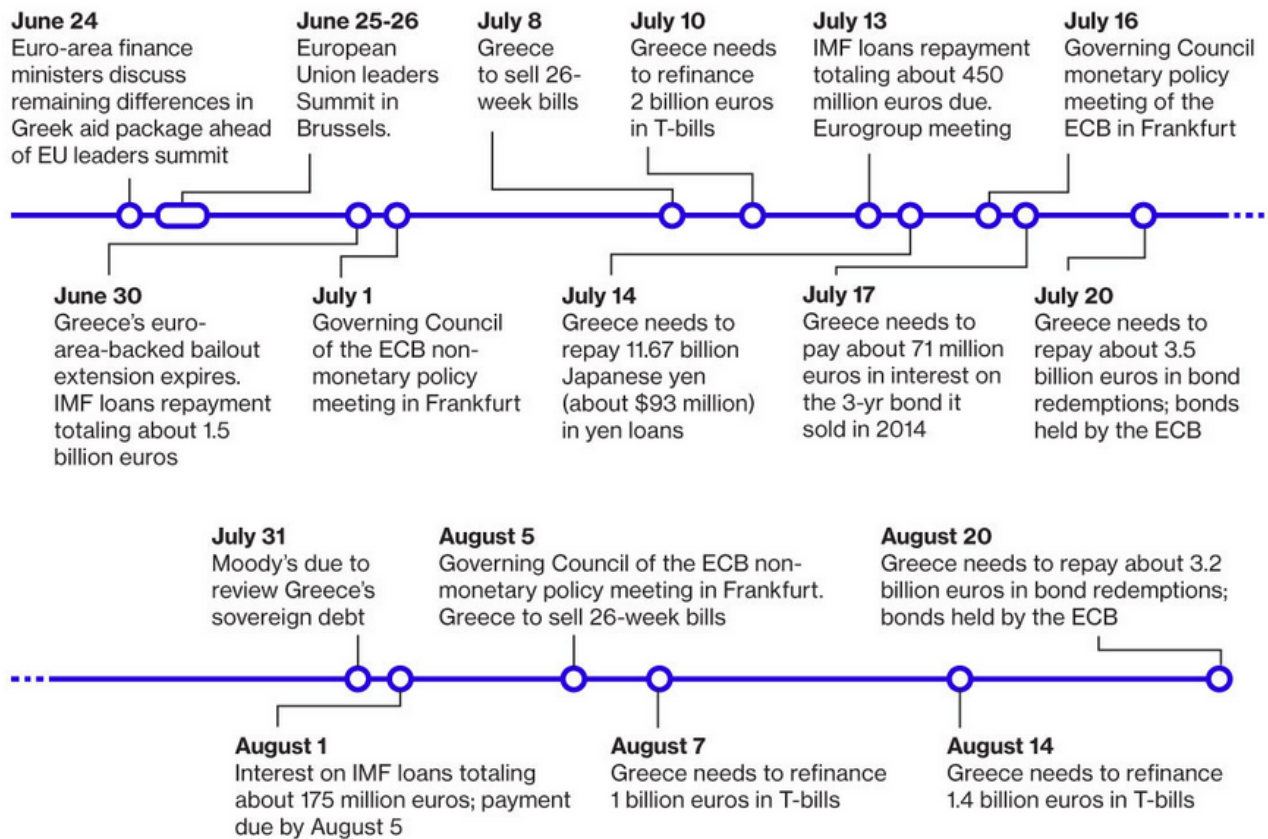 June 24
Euro-area finance
ministers discuss
remaining differences in
Greek aid package ahead
of EU leaders summit
June 25-26
European
Union leaders
Summit in
Brussels.
July 8
Greece
to sell 26-
week bills
July 10
Greece needs
to refinance
2 billion euros
in T-bills
July 13
IMF loans repayment
totaling about 450
million euros due.
Eurogroup meeting
July 16
Governing Council
monetary policy
meeting of the
ECB in Frankfurt
June 30
Greece’s euro-
area-backed bailout
extension expires.
IMF loans repayment
totaling about 1.5
billion euros
July 1
Governing Council
of the ECB non-
monetary policy
meeting in Frankfurt
July 14
Greece needs to
repay 11.67 billion
Japanese yen
(about $93 million)
in yen loans
July 17
Greece needs to
pay about 71 million
euros in interest on
the 3-yr bond it
sold in 2014
July 20
Greece needs to
repay about 3.5
billion euros in bond
redemptions; bonds
held by the ECB
July 31
Moody’s due to
review Greece’s
sovereign debt
August 5
Governing Council of the ECB non-
monetary policy meeting in Frankfurt.
Greece to sell 26-week bills
August 20
Greece needs to repay about 3.2
billion euros in bond redemptions;
bonds held by the ECB
August 1
Interest on IMF loans totaling
about 175 million euros; payment
due by August 5
August 7
Greece needs to refinance
1 billion euros in T-bills
August 14
Greece needs to refinance
1.4 billion euros in T-bills